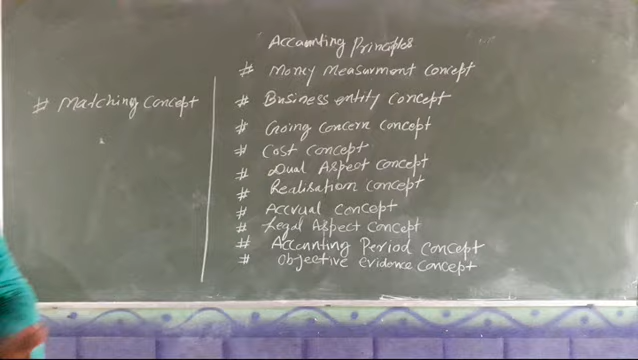 # Matching Concept
Accounting Principles
# Money Measurment Concept
# Business entity Concept
# Going Concern Concept
# Cost Concept
# Dual Aspect Concept
# Realisation Concept
# Accrual Concept
# Legal Aspect Concept
# Accounting Period Concept
# Objective Evidence Concept